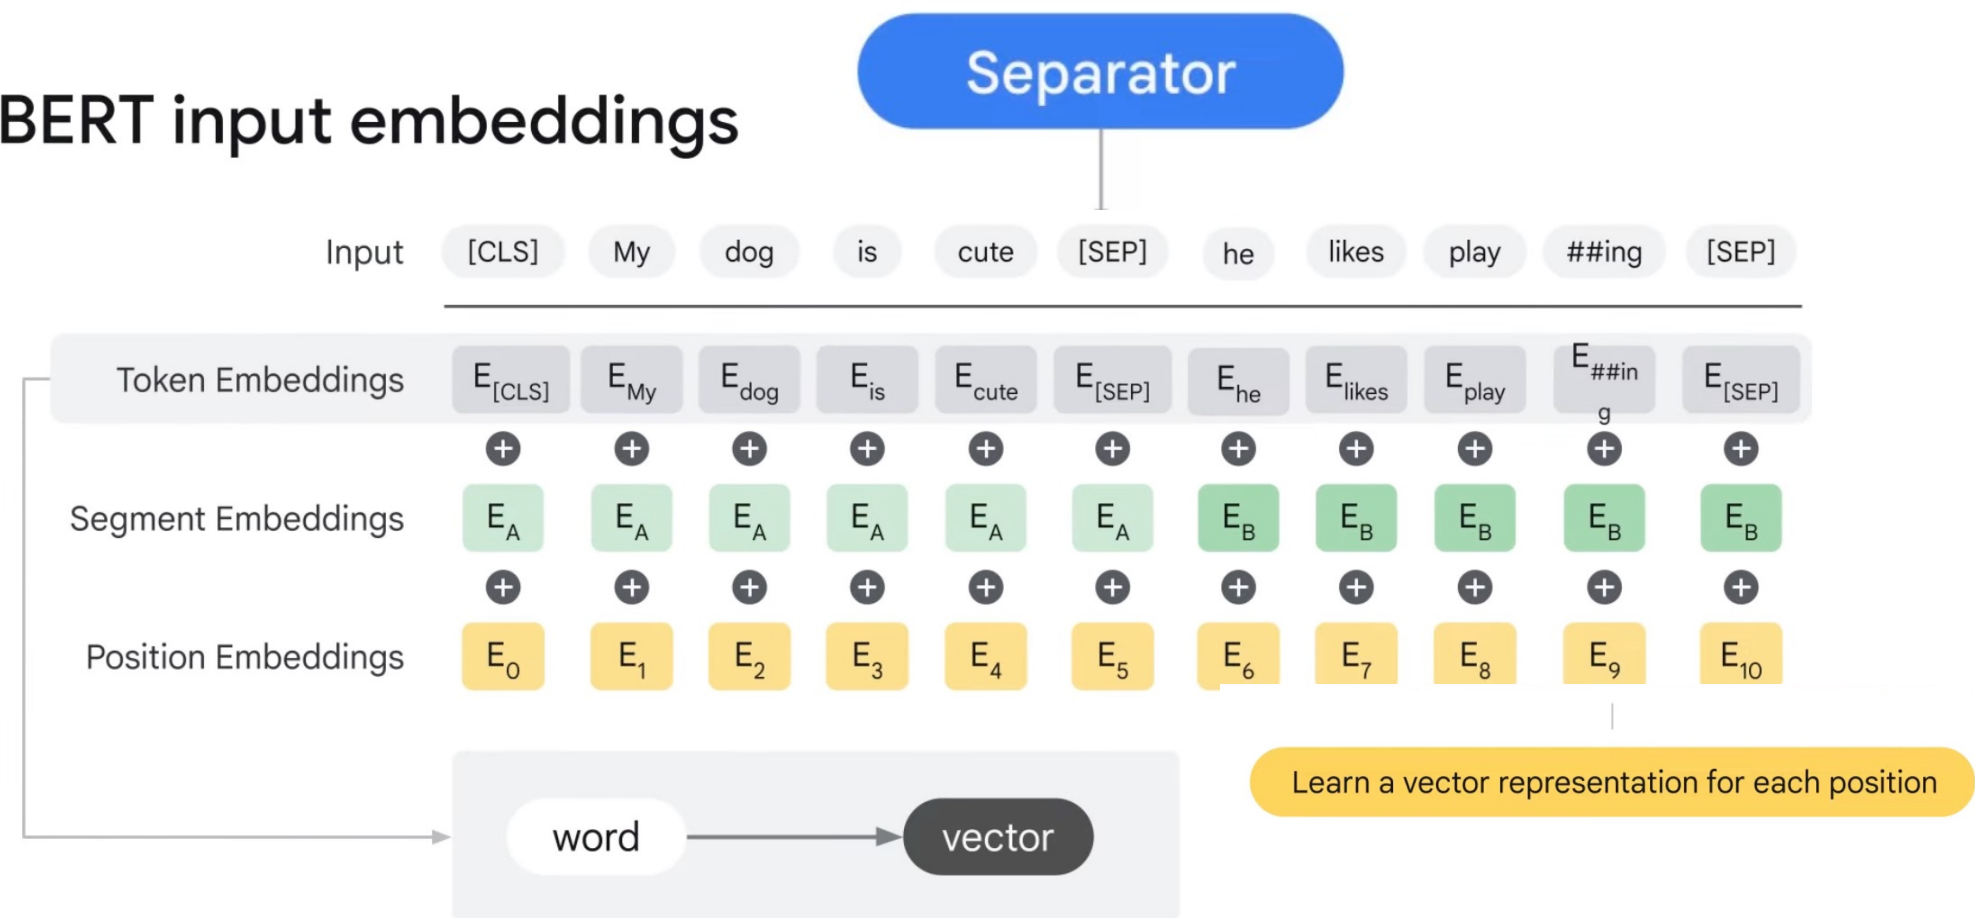 Separator
BERT input embeddings
Input [CLS] My dog is cute [SEP] he likes play ##ing [SEP]
Token Embeddings E[CLS] EMy Edog Eis Ecute E[SEP] Ehe Elikes Eplay E##ing E[SEP]
+ + + + + + + + + + +
Segment Embeddings EA EA EA EA EA EA EB EB EB EB EB
+ + + + + + + + + + +
Position Embeddings E0 E1 E2 E3 E4 E5 E6 E7 E8 E9 E10
Learn a vector representation for each position
word vector